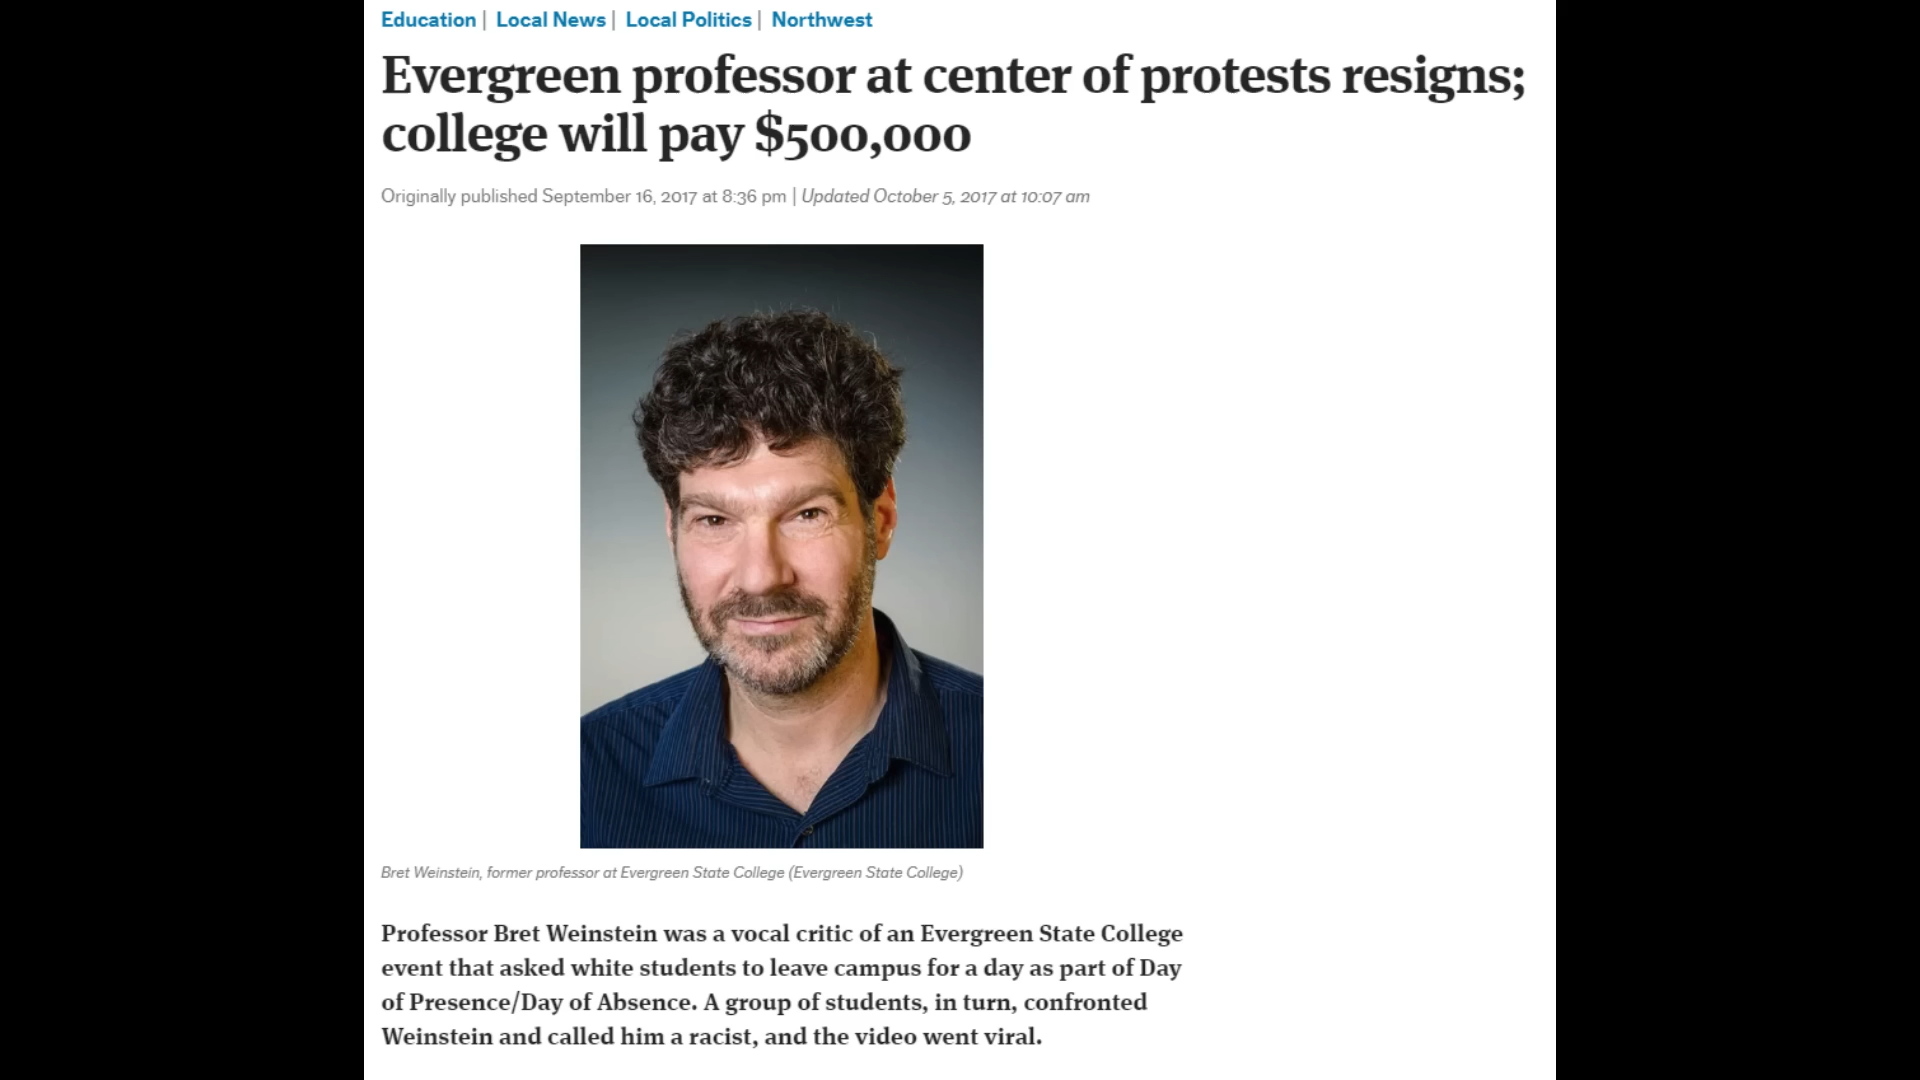 Education | Local News | Local Politics | Northwest
Evergreen professor at center of protests resigns;
college will pay $500,000
Originally published September 16, 2017 at 8:36 pm | Updated October 5, 2017 at 10:07 am
Bret Weinstein, former professor at Evergreen State College (Evergreen State College)
Professor Bret Weinstein was a vocal critic of an Evergreen State College
event that asked white students to leave campus for a day as part of Day
of Presence/Day of Absence. A group of students, in turn, confronted
Weinstein and called him a racist, and the video went viral.